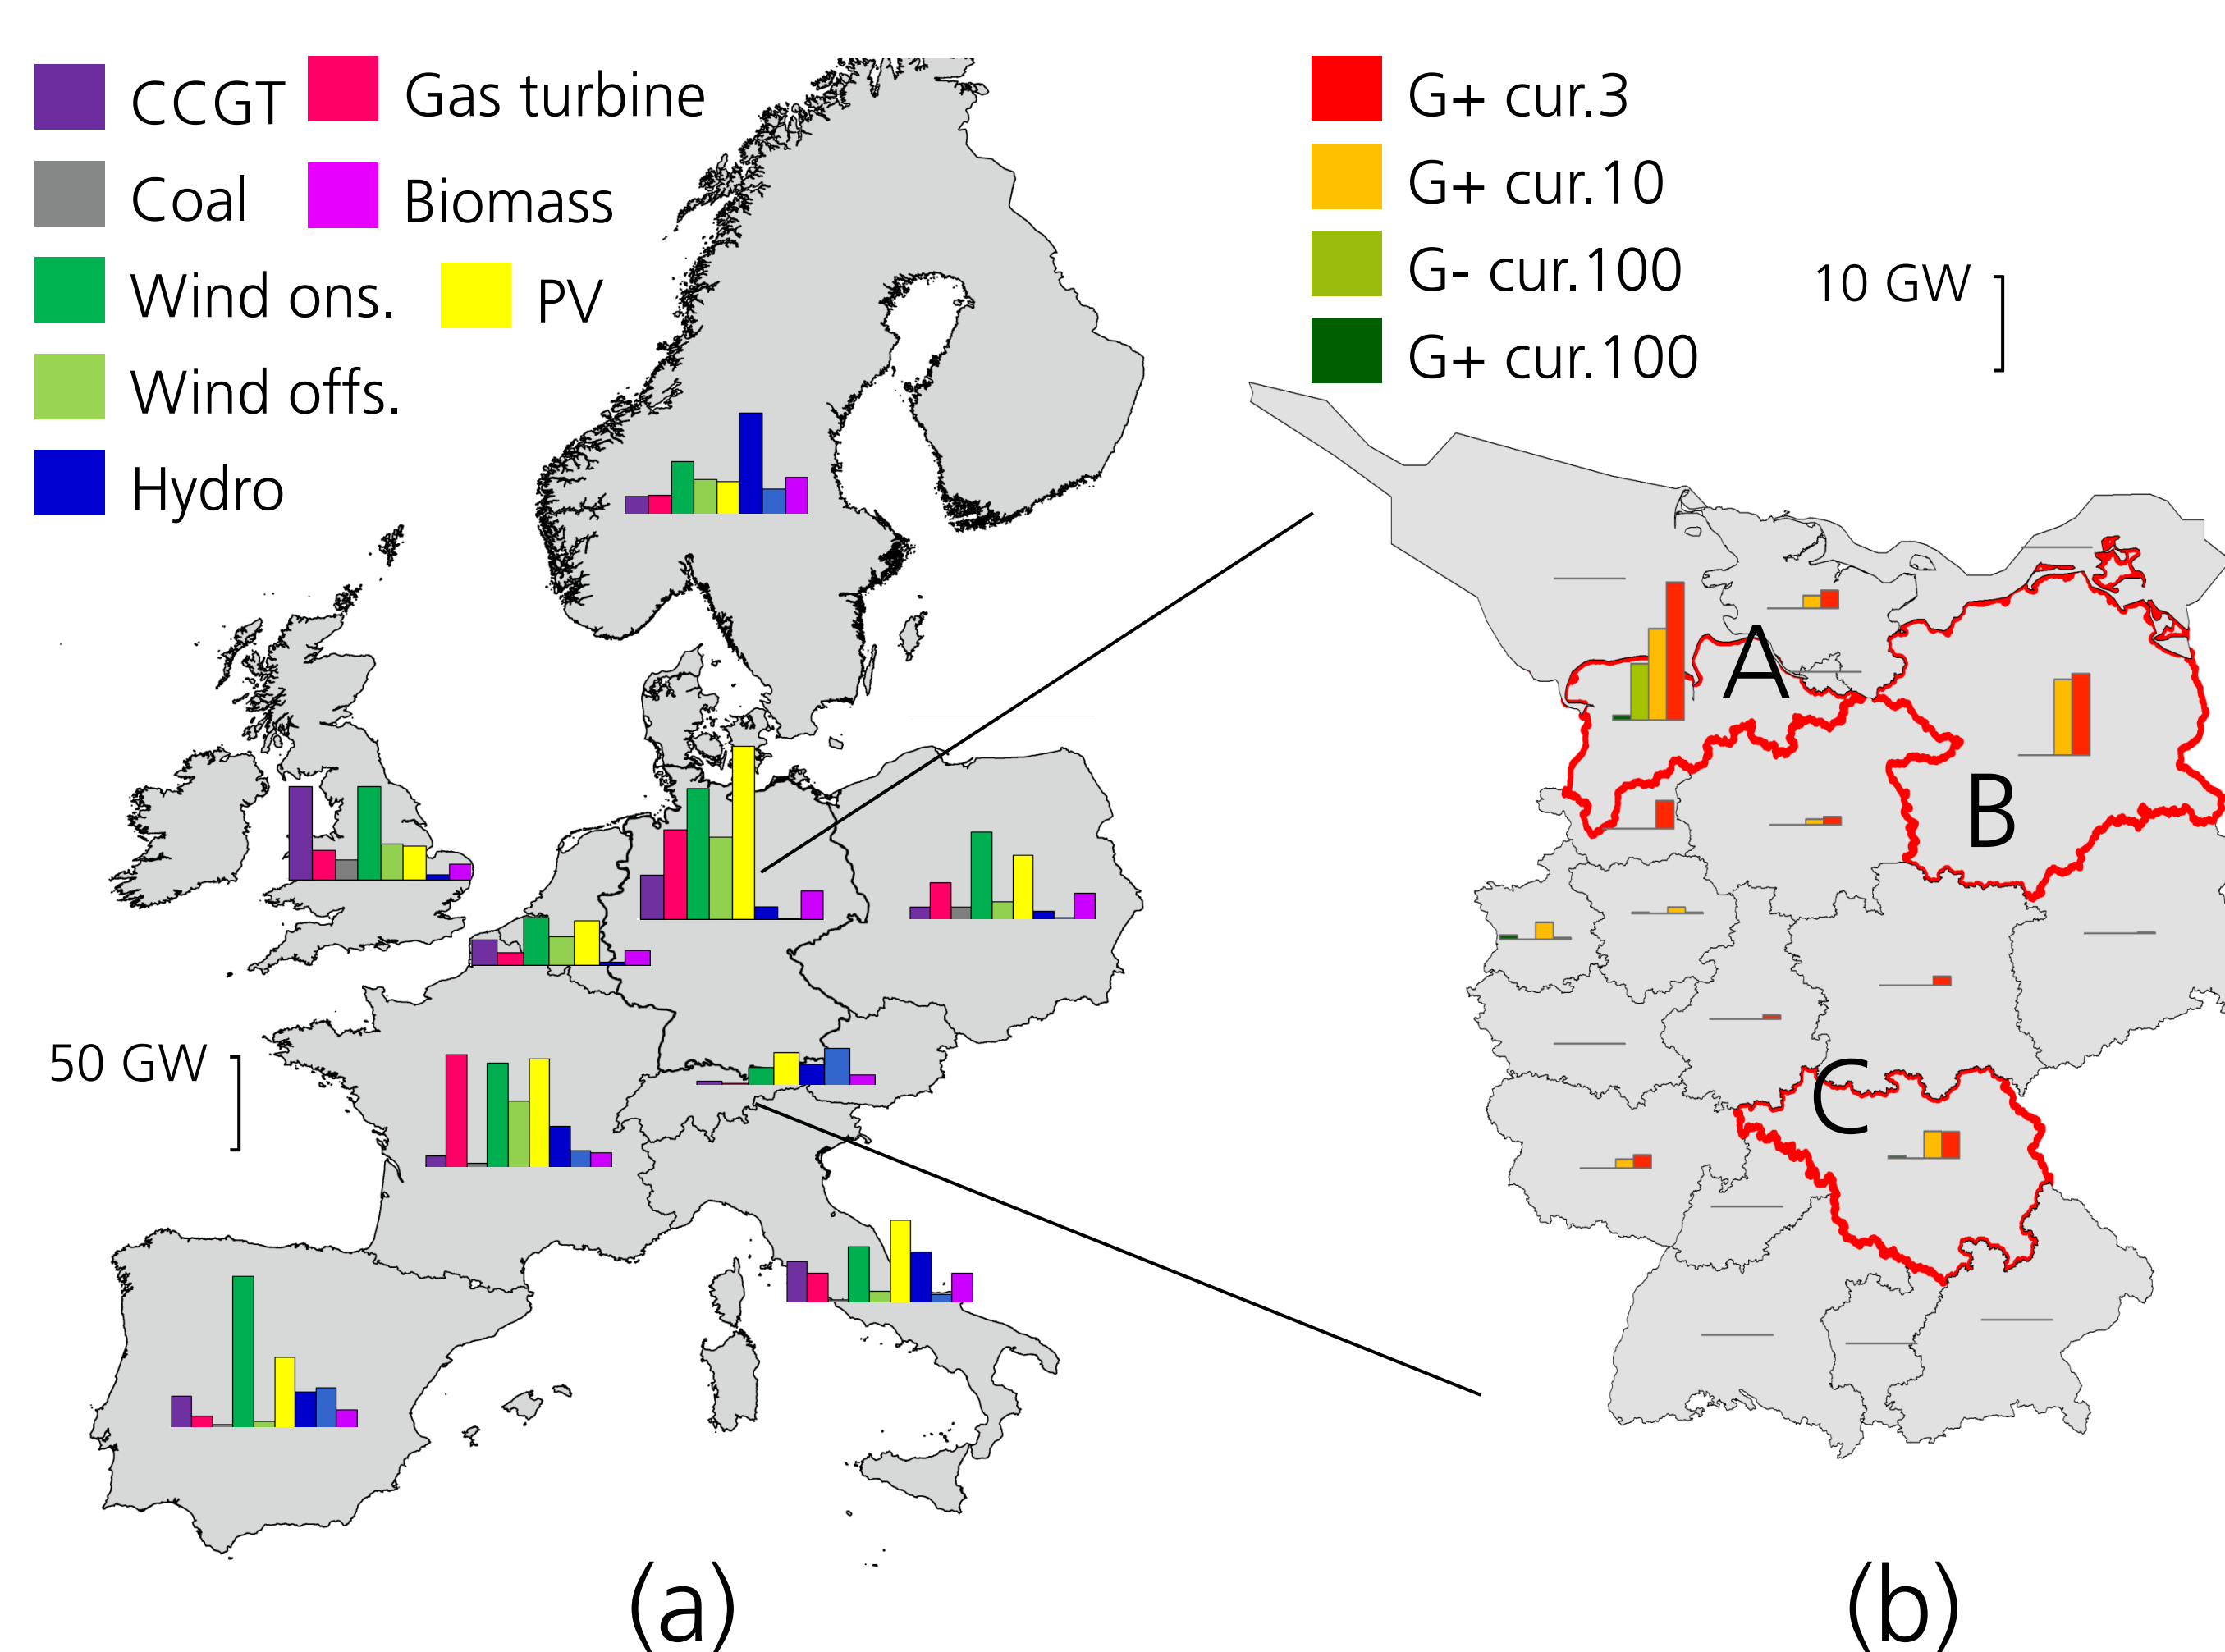 CCGT
Gas turbine
Coal
Biomass
Wind ons.
PV
Wind offs.
Hydro
50 GW
(a)
G+ cur.3
G+ cur.10
G- cur.100
G+ cur.100
10 GW
A
B
C
(b)